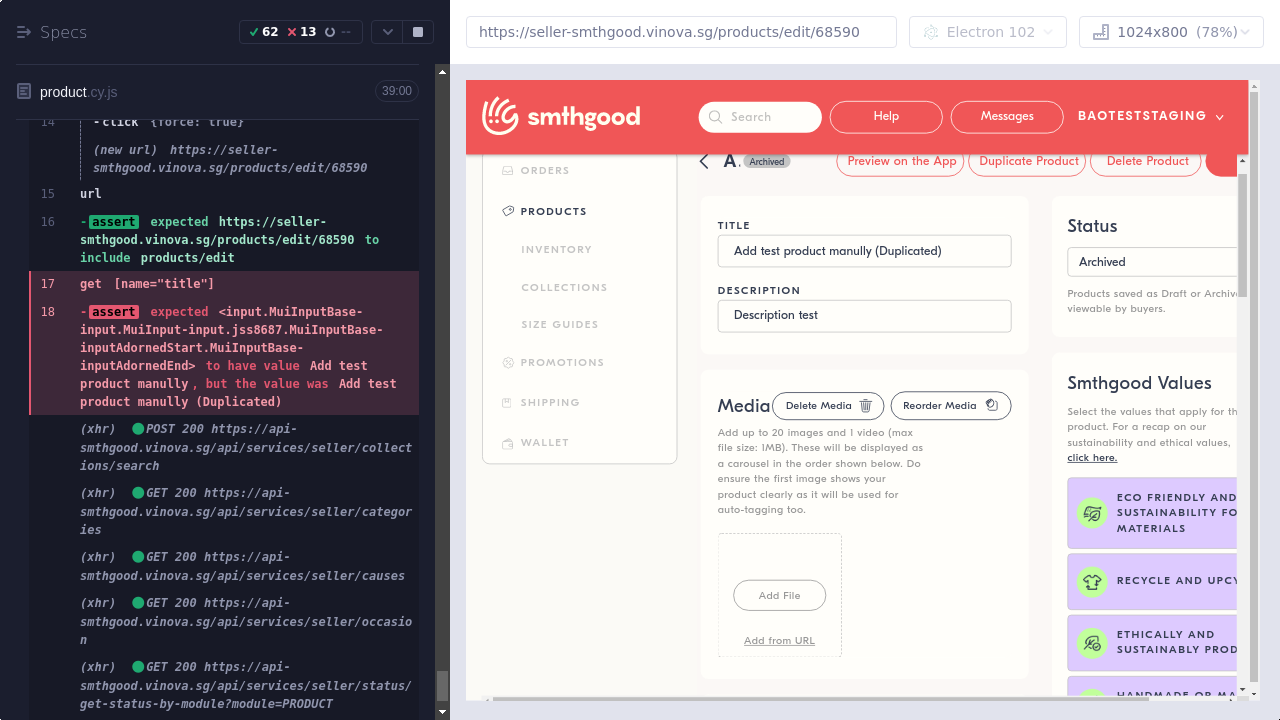 Specs
62
13
--
https://seller-smthgood.vinova.sg/products/edit/68590
Electron 102
1024x800 (78%)
product.cy.js
39:00
14 -click {force: true}
(new url) https://seller-
smthgood.vinova.sg/products/edit/68590
15 url
16 -assert expected https://seller-
smthgood.vinova.sg/products/edit/68590 to
include products/edit
17 get [name="title"]
18 -assert expected <input.MuiInputBase-
input.MuiInput-input.jss8687.MuiInputBase-
inputAdornedStart.MuiInputBase-
inputAdornedEnd> to have value Add test
product manully, but the value was Add test
product manully (Duplicated)
(xhr) POST 200 https://api-
smthgood.vinova.sg/api/services/seller/collect
ions/search
(xhr) GET 200 https://api-
smthgood.vinova.sg/api/services/seller/categor
ies
(xhr) GET 200 https://api-
smthgood.vinova.sg/api/services/seller/causes
(xhr) GET 200 https://api-
smthgood.vinova.sg/api/services/seller/occasio
n
(xhr) GET 200 https://api-
smthgood.vinova.sg/api/services/seller/status/
get-status-by-module?module=PRODUCT
smthgood
Search
Help
Messages
BAOTESTSTAGING
ORDERS
PRODUCTS
INVENTORY
COLLECTIONS
SIZE GUIDES
PROMOTIONS
SHIPPING
WALLET
A.
Archived
Preview on the App
Duplicate Product
Delete Product
TITLE
Add test product manully (Duplicated)
DESCRIPTION
Description test
Media
Delete Media
Reorder Media
Add up to 20 images and 1 video (max
file size: 1MB). These will be displayed as
a carousel in the order shown below. Do
ensure the first image shows your
product clearly as it will be used for
auto-tagging too.
Add File
Add from URL
Status
Archived
Products saved as Draft or Archive
viewable by buyers.
Smthgood Values
Select the values that apply for th
product. For a recap on our
sustainability and ethical values,
click here.
ECO FRIENDLY AND
SUSTAINABILITY FO
MATERIALS
RECYCLE AND UPCY
ETHICALLY AND
SUSTAINABLY PROD
HANDMADE OR MA